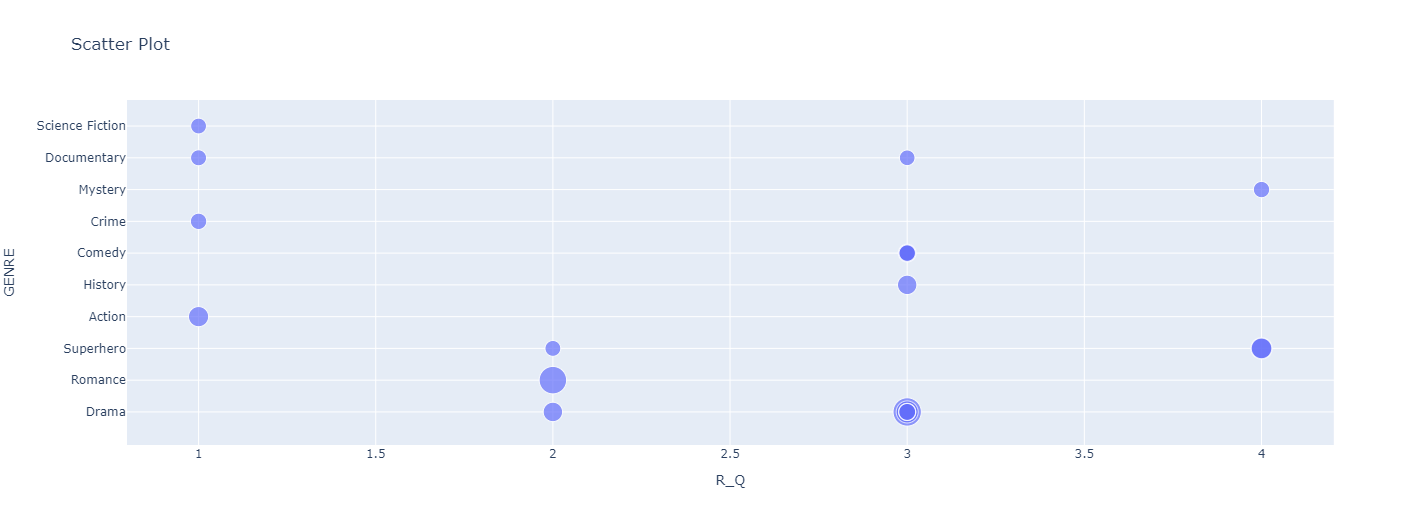 Scatter Plot
Science Fiction
Documentary
Mystery
Crime
Comedy
History
Action
Superhero
Romance
Drama
GENRE
1 1.5 2 2.5 3 3.5 4
R_Q